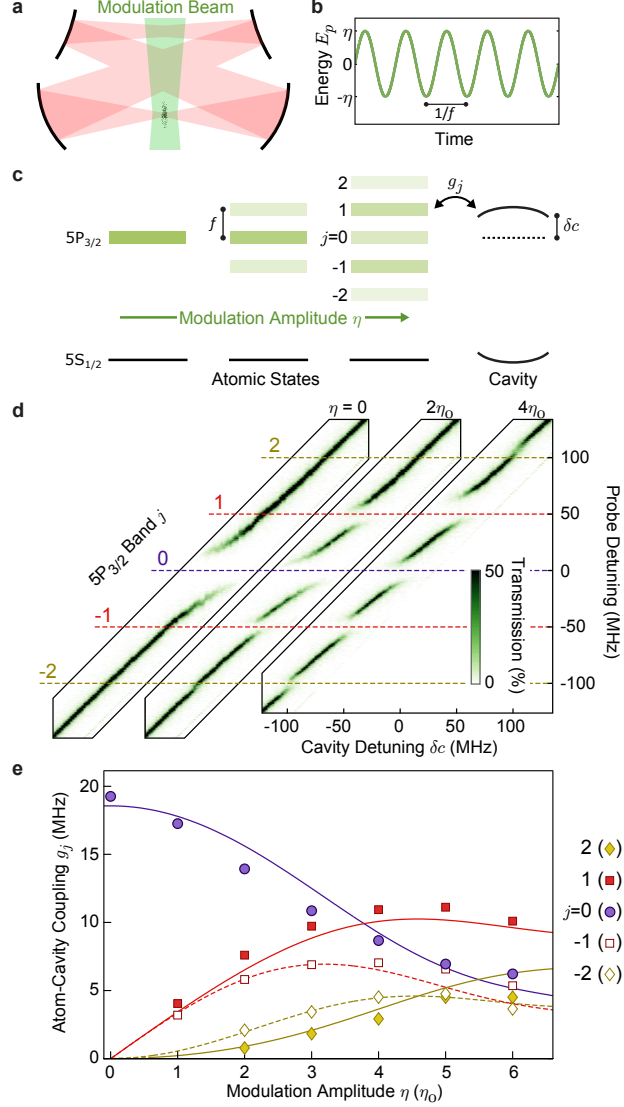 a
Modulation Beam
b
Energy E_p
η
0
-η
1/f
Time
c
5P3/2
f
2
1
j=0
-1
-2
g_j
δc
Modulation Amplitude η
5S1/2
Atomic States
Cavity
d
η = 0
2η0
4η0
2
1
0
-1
-2
5P3/2 Band j
100
50
0
-50
-100
Probe Detuning (MHz)
50
0
Transmission (%)
-100
-50
0
50
100
Cavity Detuning δc (MHz)
e
20
15
10
5
0
Atom-Cavity Coupling g_j (MHz)
0
1
2
3
4
5
6
Modulation Amplitude η (η0)
2 ( )
1 ( )
j=0 ( )
-1 ( )
-2 ( )